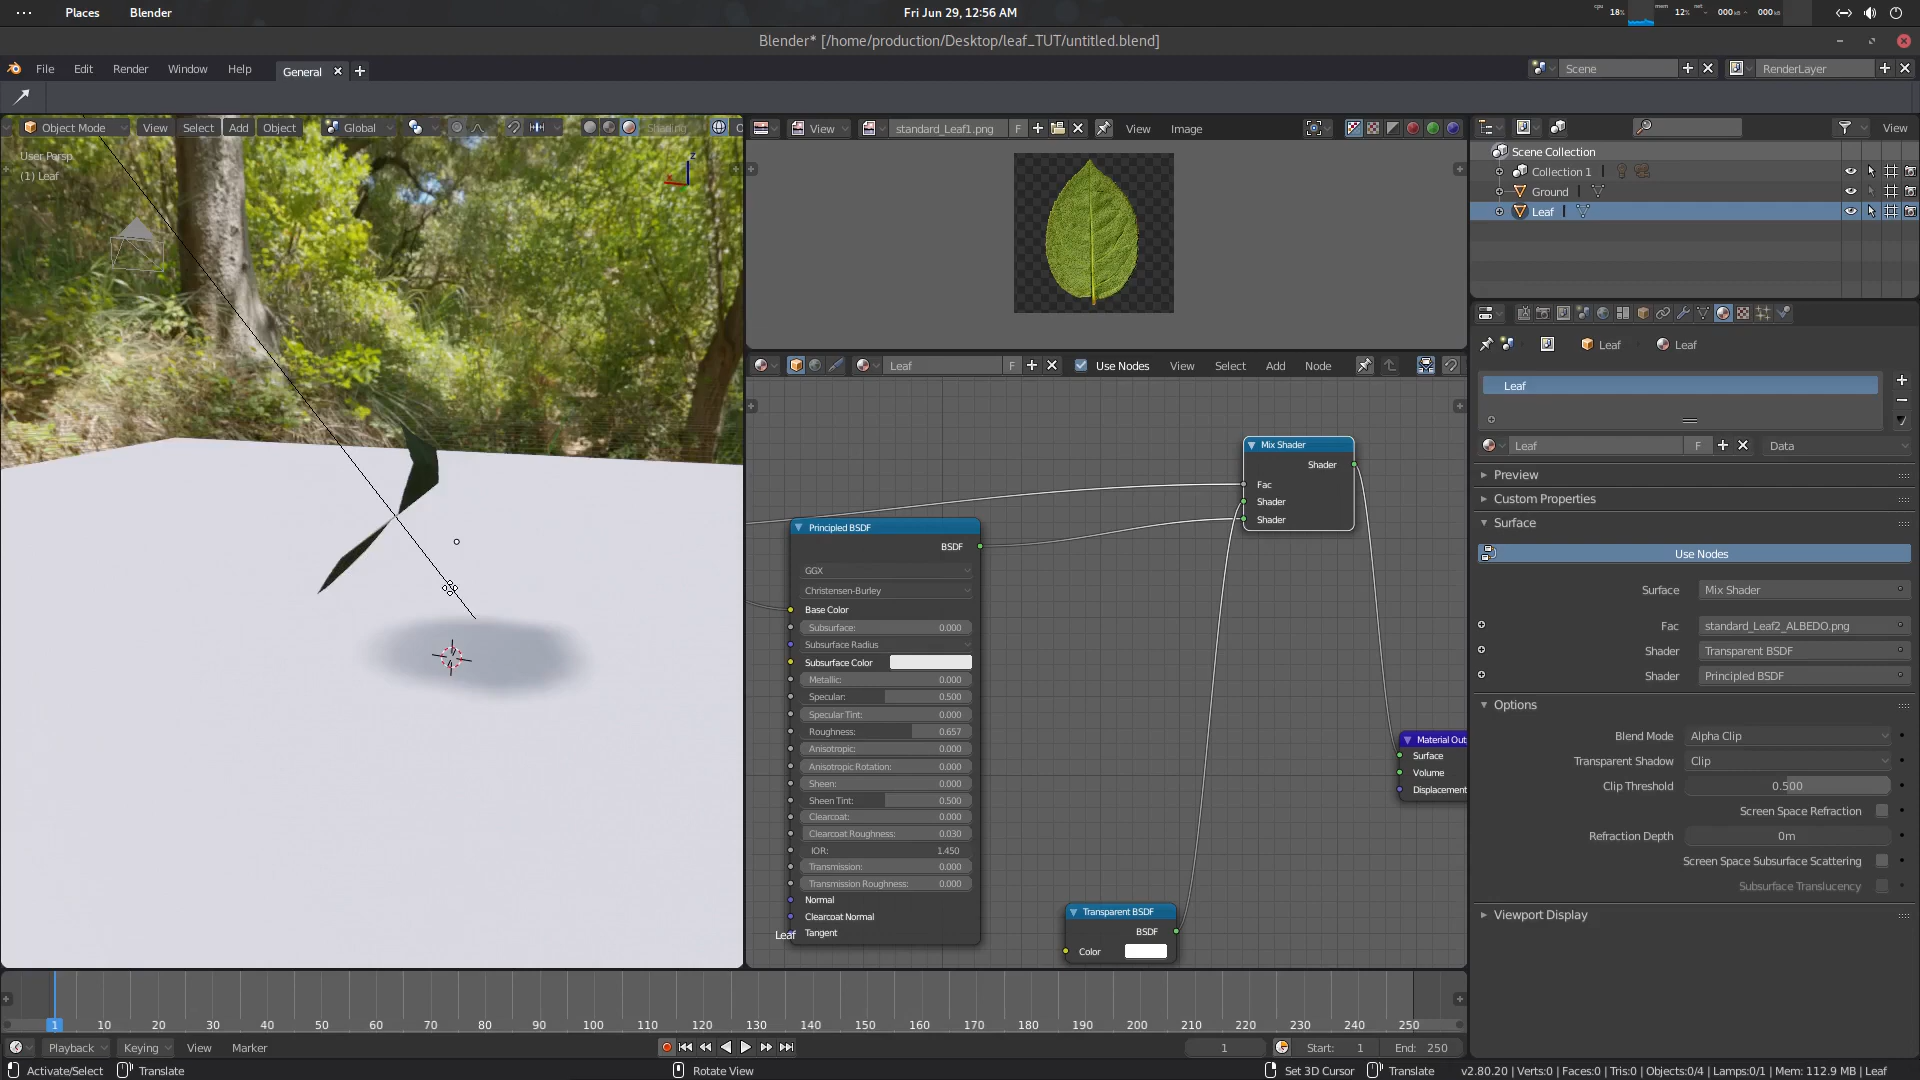 Places
Blender
Fri Jun 29, 12:56 AM
cpu
18%
mem
12%
net
000 kB
000 kB
Blender* [/home/production/Desktop/leaf_TUT/untitled.blend]
File
Edit
Render
Window
Help
General
Scene
RenderLayer
Object Mode
View
Select
Add
Object
Global
Shading
View
standard_Leaf1.png
F
View
Image
View
User Persp
(1) Leaf
Z
X
Scene Collection
Collection 1
Ground
Leaf
Leaf
F
Use Nodes
View
Select
Add
Node
Leaf
Leaf
Leaf
Leaf
F
Data
Preview
Custom Properties
Surface
Use Nodes
Surface
Mix Shader
Fac
standard_Leaf2_ALBEDO.png
Shader
Transparent BSDF
Shader
Principled BSDF
Options
Blend Mode
Alpha Clip
Transparent Shadow
Clip
Clip Threshold
0.500
Screen Space Refraction
Refraction Depth
0m
Screen Space Subsurface Scattering
Subsurface Translucency
Viewport Display
Mix Shader
Shader
Fac
Shader
Shader
Principled BSDF
BSDF
GGX
Christensen-Burley
Base Color
Subsurface: 0.000
Subsurface Radius
Subsurface Color
Metallic: 0.000
Specular: 0.500
Specular Tint: 0.000
Roughness: 0.657
Anisotropic: 0.000
Anisotropic Rotation: 0.000
Sheen: 0.000
Sheen Tint: 0.500
Clearcoat: 0.000
Clearcoat Roughness: 0.030
IOR: 1.450
Transmission: 0.000
Transmission Roughness: 0.000
Normal
Clearcoat Normal
Tangent
Leaf
Material Out
Surface
Volume
Displacement
Transparent BSDF
BSDF
Color
1 10 20 30 40 50 60 70 80 90 100 110 120 130 140 150 160 170 180 190 200 210 220 230 240 250
Playback
Keying
View
Marker
1
Start: 1
End: 250
Activate/Select
Translate
Rotate View
Set 3D Cursor
Translate
v2.80.20 | Verts:0 | Faces:0 | Tris:0 | Objects:0/4 | Lamps:0/1 | Mem: 112.9 MB | Leaf